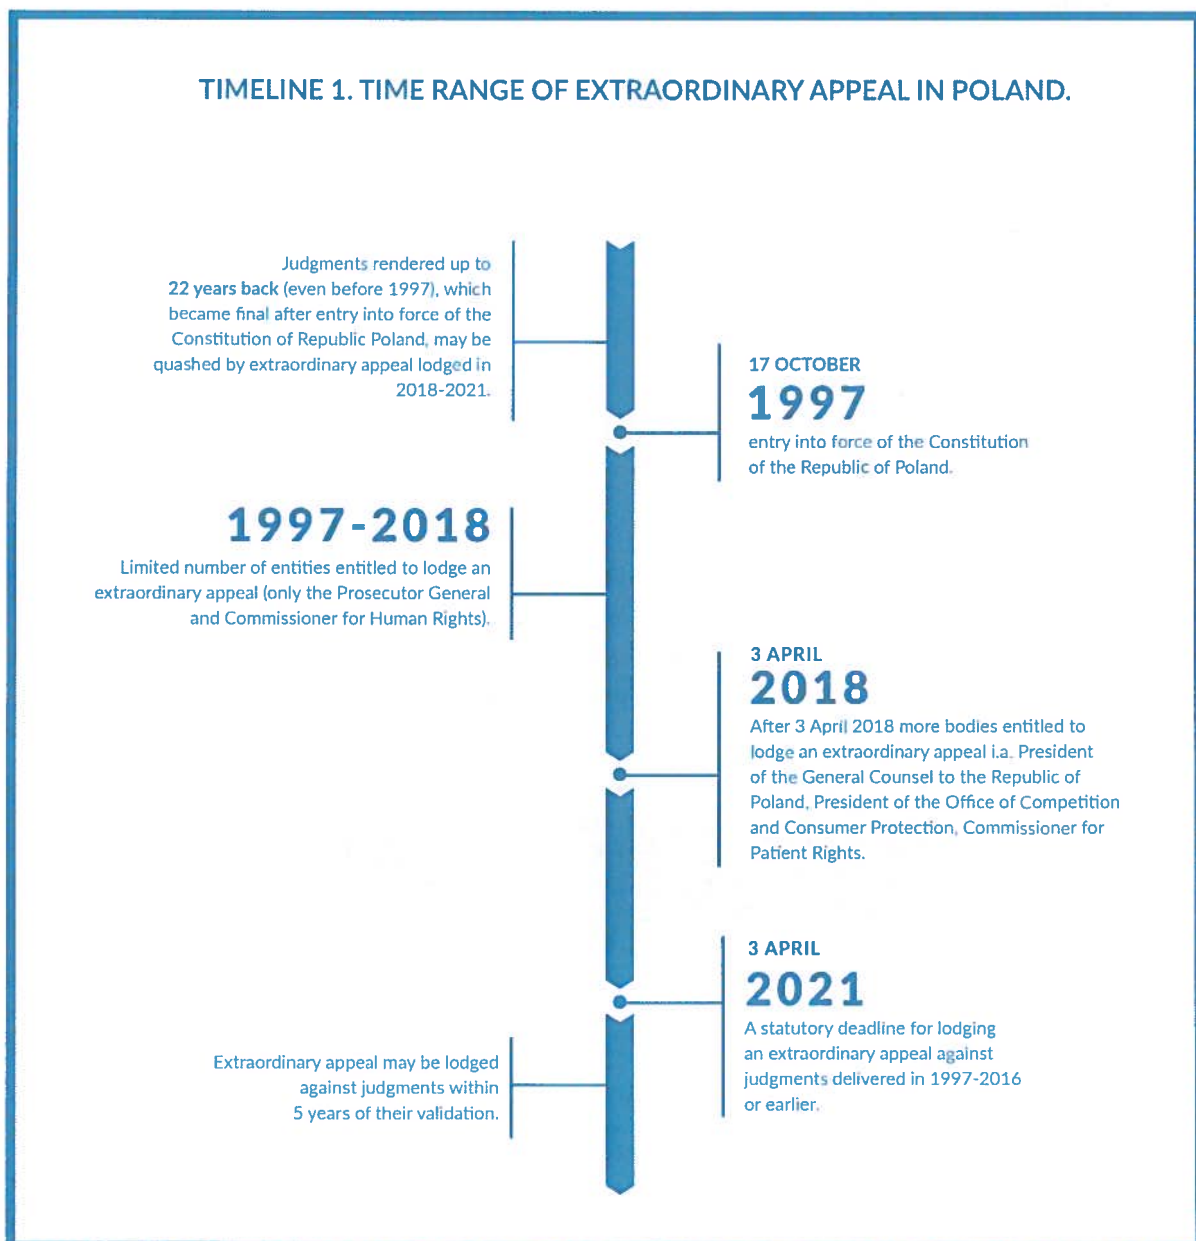 TIMELINE 1. TIME RANGE OF EXTRAORDINARY APPEAL IN POLAND.
Judgments rendered up to
22 years back (even before 1997), which
became final after entry into force of the
Constitution of Republic Poland, may be
quashed by extraordinary appeal lodged in
2018-2021.
17 OCTOBER
1997
entry into force of the Constitution
of the Republic of Poland.
1997-2018
Limited number of entities entitled to lodge an
extraordinary appeal (only the Prosecutor General
and Commissioner for Human Rights).
3 APRIL
2018
After 3 April 2018 more bodies entitled to
lodge an extraordinary appeal i.a. President
of the General Counsel to the Republic of
Poland, President of the Office of Competition
and Consumer Protection, Commissioner for
Patient Rights.
3 APRIL
2021
A statutory deadline for lodging
an extraordinary appeal against
judgments delivered in 1997-2016
or earlier.
Extraordinary appeal may be lodged
against judgments within
5 years of their validation.